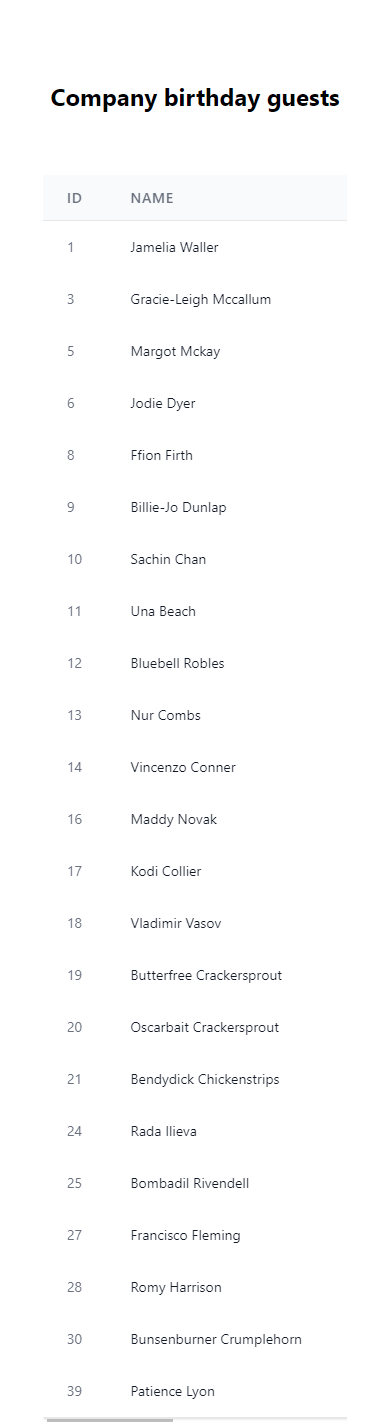 Company birthday guests
ID NAME
1 Jamelia Waller
3 Gracie-Leigh Mccallum
5 Margot Mckay
6 Jodie Dyer
8 Ffion Firth
9 Billie-Jo Dunlap
10 Sachin Chan
11 Una Beach
12 Bluebell Robles
13 Nur Combs
14 Vincenzo Conner
16 Maddy Novak
17 Kodi Collier
18 Vladimir Vasov
19 Butterfree Crackersprout
20 Oscarbait Crackersprout
21 Bendydick Chickenstrips
24 Rada Ilieva
25 Bombadil Rivendell
27 Francisco Fleming
28 Romy Harrison
30 Bunsenburner Crumplehorn
39 Patience Lyon